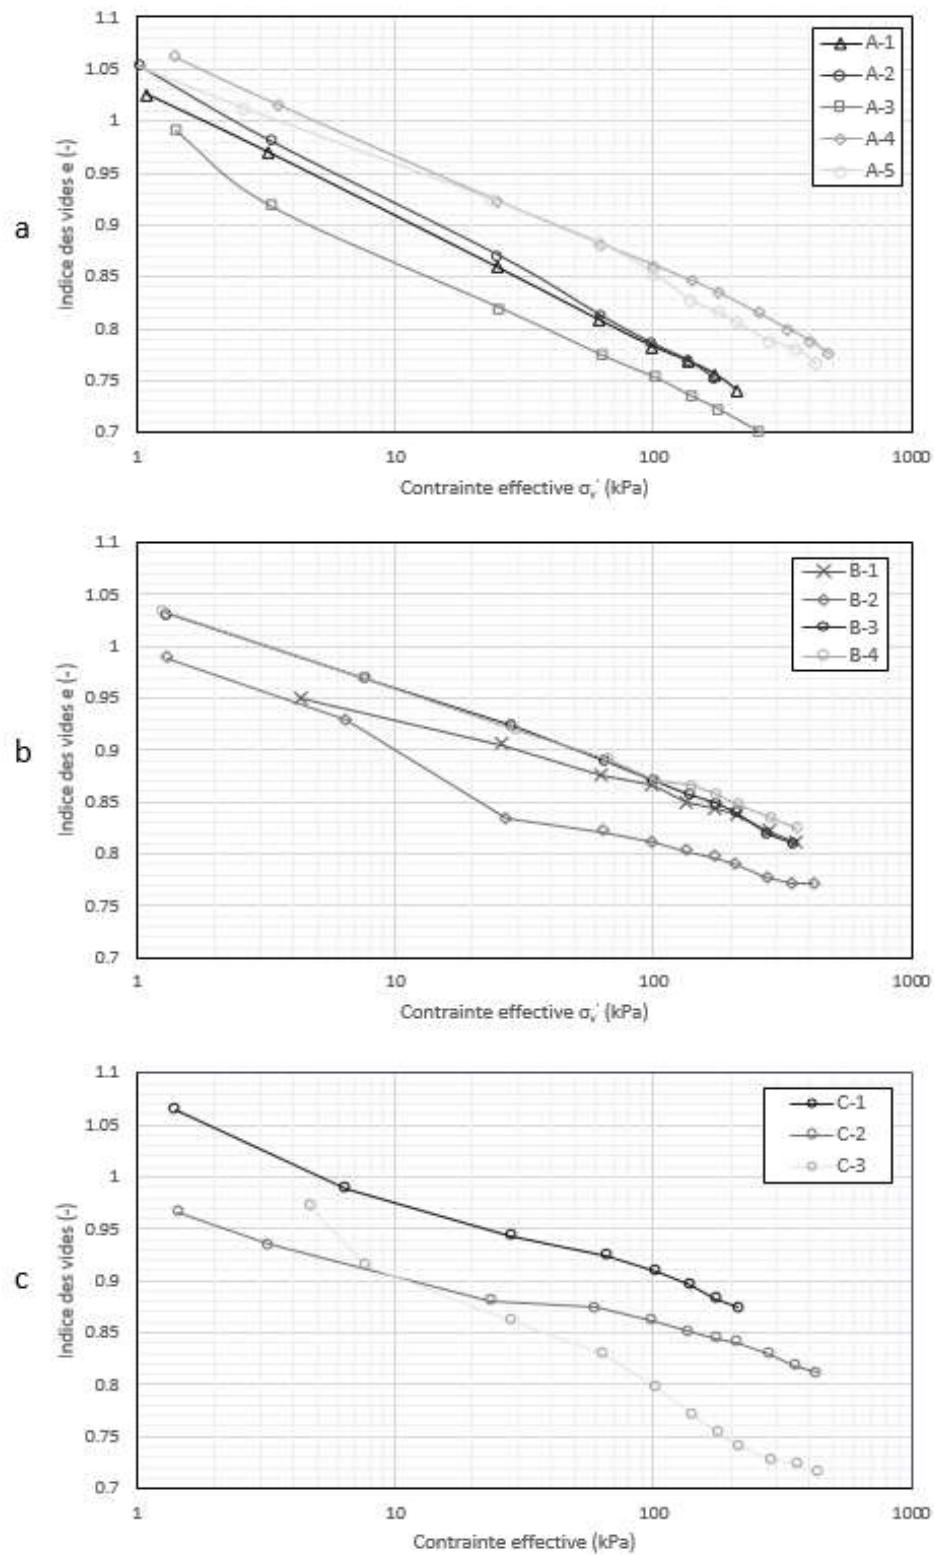 a
Indice des vides e (-)
1.1
1.05
1
0.95
0.9
0.85
0.8
0.75
0.7
1
10
100
1000
Contrainte effective σᵥ' (kPa)
A-1
A-2
A-3
A-4
A-5
b
Indice des vides e (-)
1.1
1.05
1
0.95
0.9
0.85
0.8
0.75
0.7
1
10
100
1000
Contrainte effective σᵥ' (kPa)
B-1
B-2
B-3
B-4
c
Indice des vides (-)
1.1
1.05
1
0.95
0.9
0.85
0.8
0.75
0.7
1
10
100
1000
Contrainte effective (kPa)
C-1
C-2
C-3